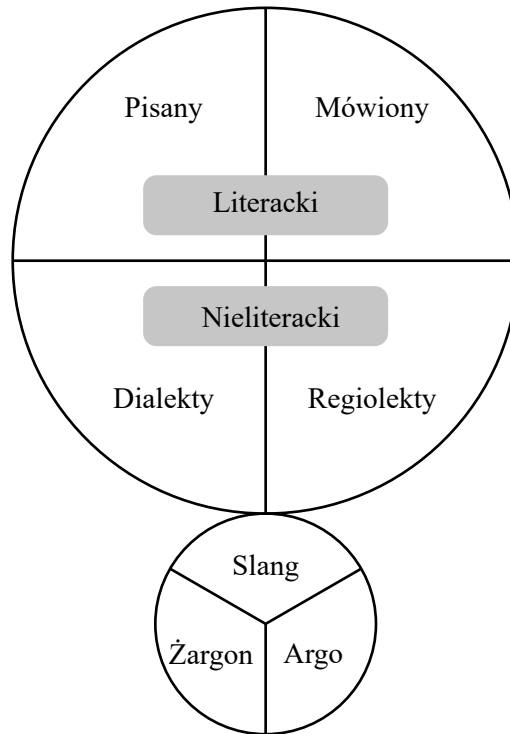 Pisany Mówiony
Literacki
Nieliteracki
Dialekty Regiolekty
Slang
Żargon Argo